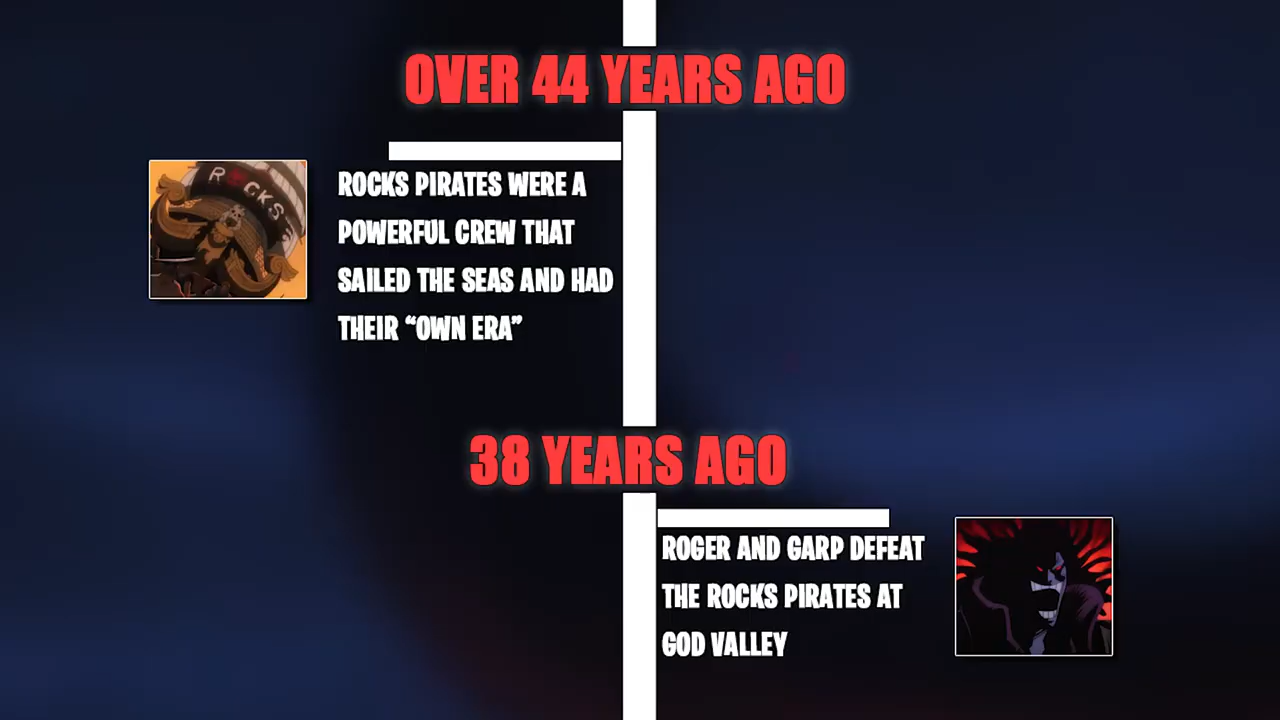 OVER 44 YEARS AGO
ROCKS
ROCKS PIRATES WERE A
POWERFUL CREW THAT
SAILED THE SEAS AND HAD
THEIR “OWN ERA”
38 YEARS AGO
ROGER AND GARP DEFEAT
THE ROCKS PIRATES AT
GOD VALLEY